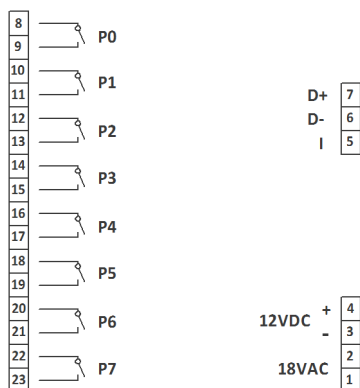 8
9 P0
10
11 P1
12
13 P2
14
15 P3
16
17 P4
18
19 P5
20
21 P6
22
23 P7
D+ 7
D- 6
I 5
12VDC + 4
- 3
18VAC 2
1